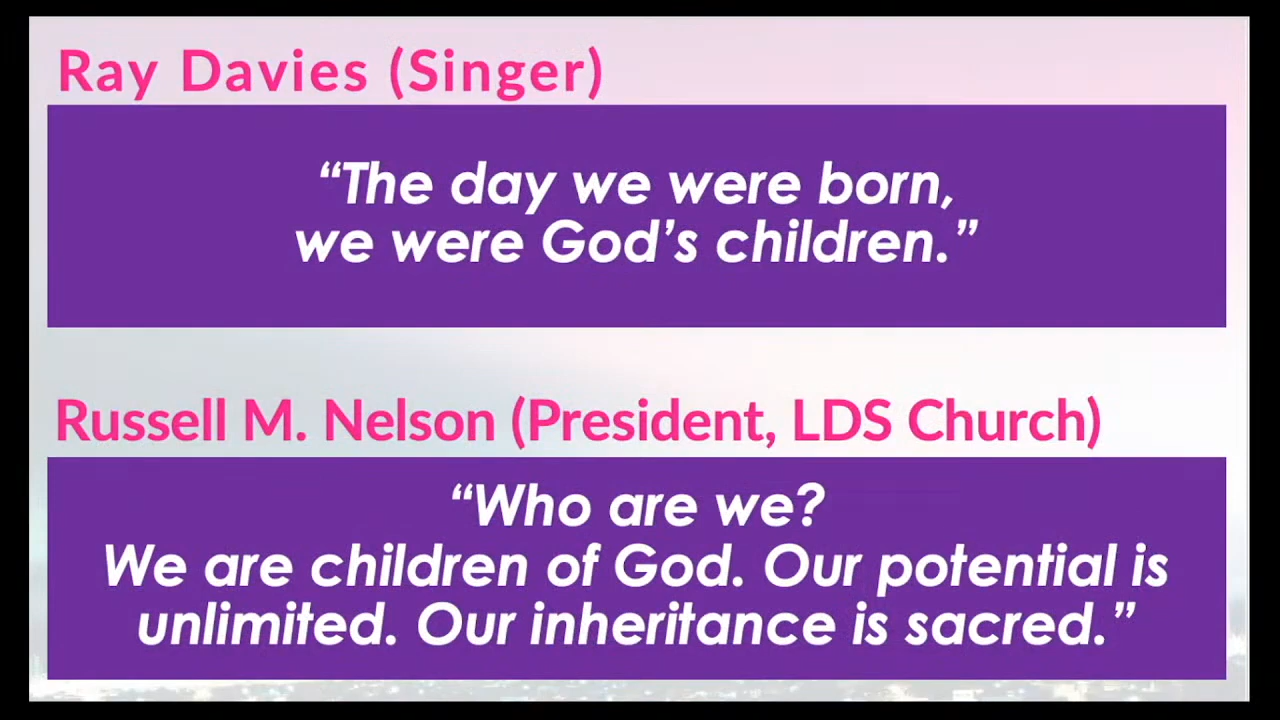 Ray Davies (Singer)
“The day we were born,
we were God’s children.”
Russell M. Nelson (President, LDS Church)
“Who are we?
We are children of God. Our potential is
unlimited. Our inheritance is sacred.”